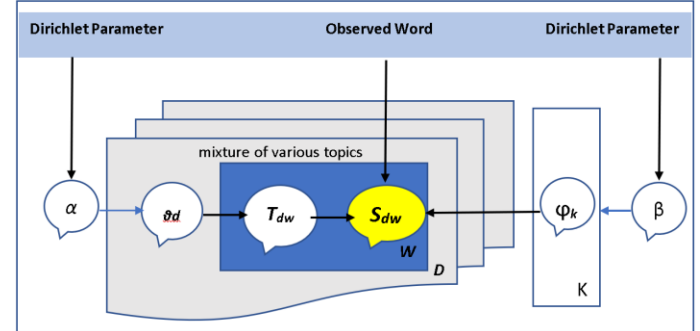 Dirichlet Parameter Observed Word Dirichlet Parameter
mixture of various topics
α ϑd Tdw Sdw φk β
W
D
K